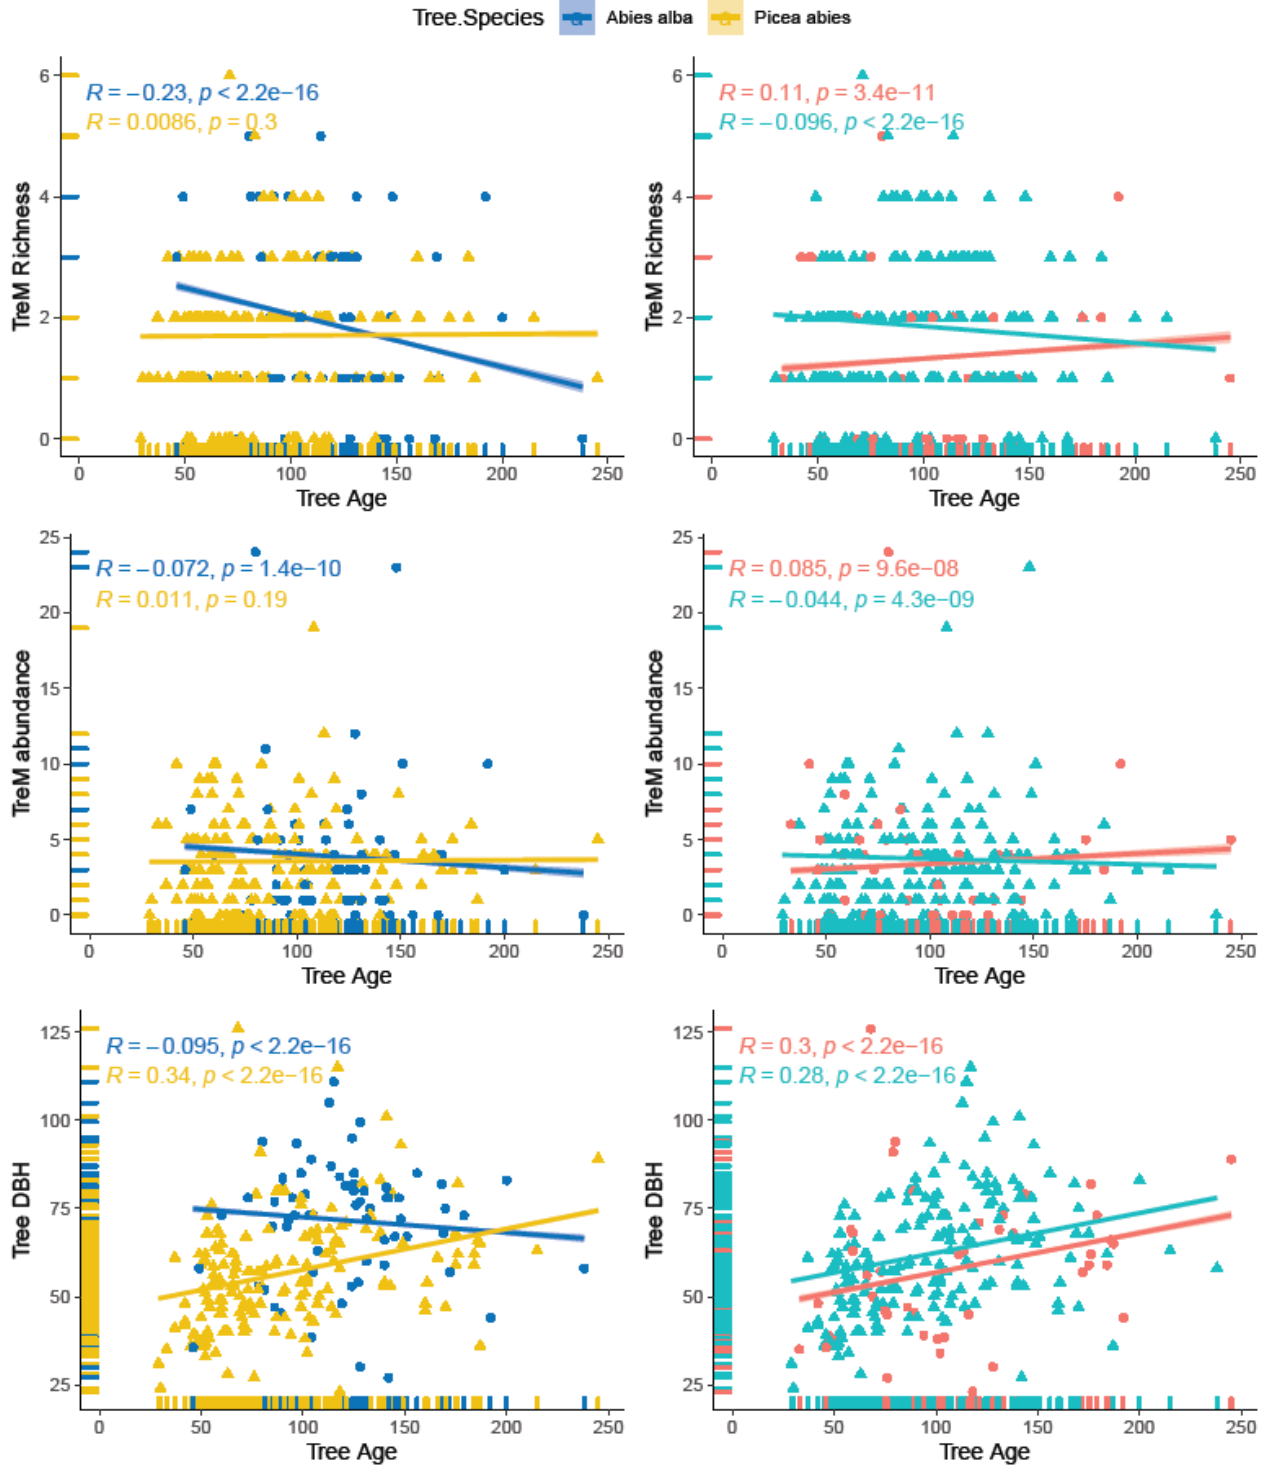 Tree.Species a Abies alba a Picea abies
R = −0.23, p < 2.2e−16
R = 0.0086, p = 0.3
TreM Richness
6
4
2
0
0 50 100 150 200 250
Tree Age
R = 0.11, p = 3.4e−11
R = −0.096, p < 2.2e−16
TreM Richness
6
4
2
0
0 50 100 150 200 250
Tree Age
R = −0.072, p = 1.4e−10
R = 0.011, p = 0.19
TreM abundance
25
20
15
10
5
0
0 50 100 150 200 250
Tree Age
R = 0.085, p = 9.6e−08
R = −0.044, p = 4.3e−09
TreM abundance
25
20
15
10
5
0
0 50 100 150 200 250
Tree Age
R = −0.095, p < 2.2e−16
R = 0.34, p < 2.2e−16
Tree DBH
125
100
75
50
25
0 50 100 150 200 250
Tree Age
R = 0.3, p < 2.2e−16
R = 0.28, p < 2.2e−16
Tree DBH
125
100
75
50
25
0 50 100 150 200 250
Tree Age